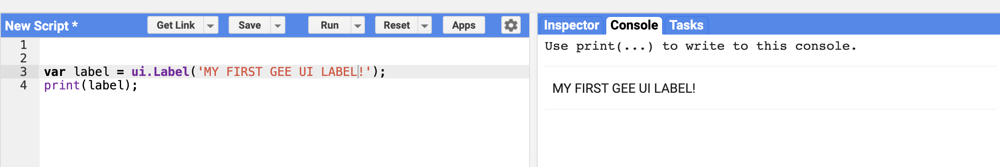 New Script * Get Link Save Run Reset Apps
1
2
3 var label = ui.Label('MY FIRST GEE UI LABEL!');
4 print(label);
Inspector Console Tasks
Use print(...) to write to this console.
MY FIRST GEE UI LABEL!